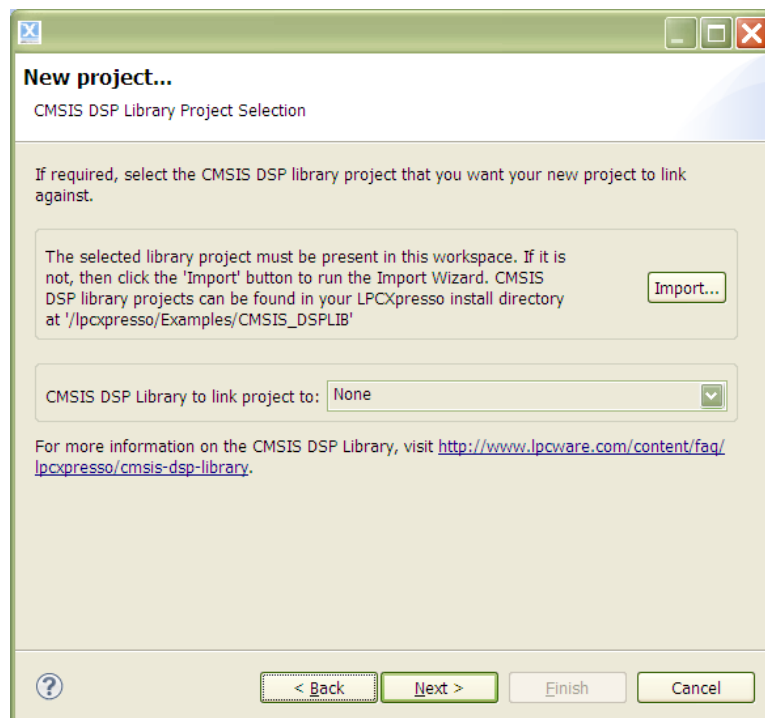 New project...
CMSIS DSP Library Project Selection
If required, select the CMSIS DSP library project that you want your new project to link
against.
The selected library project must be present in this workspace. If it is
not, then click the 'Import' button to run the Import Wizard. CMSIS
DSP library projects can be found in your LPCXpresso install directory
at '/lpcxpresso/Examples/CMSIS_DSPLIB'
Import...
CMSIS DSP Library to link project to: None
For more information on the CMSIS DSP Library, visit http://www.lpcware.com/content/faq/
lpcxpresso/cmsis-dsp-library.
? < Back Next > Finish Cancel